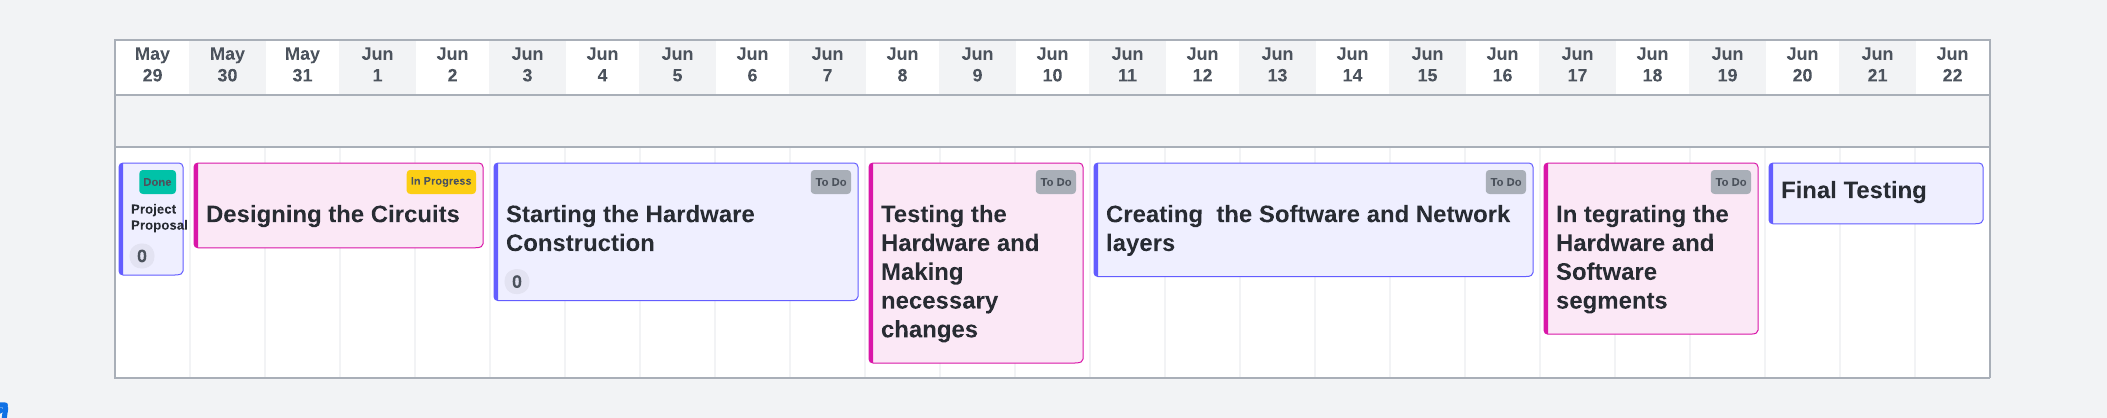 May May May Jun Jun Jun Jun Jun Jun Jun Jun Jun Jun Jun Jun Jun Jun Jun Jun Jun Jun Jun Jun Jun Jun
29 30 31 1 2 3 4 5 6 7 8 9 10 11 12 13 14 15 16 17 18 19 20 21 22
Done
Project
Proposal
0
In Progress
Designing the Circuits
To Do
Starting the Hardware
Construction
0
To Do
Testing the
Hardware and
Making
necessary
changes
To Do
Creating  the Software and Network
layers
To Do
In tegrating the
Hardware and
Software
segments
Final Testing